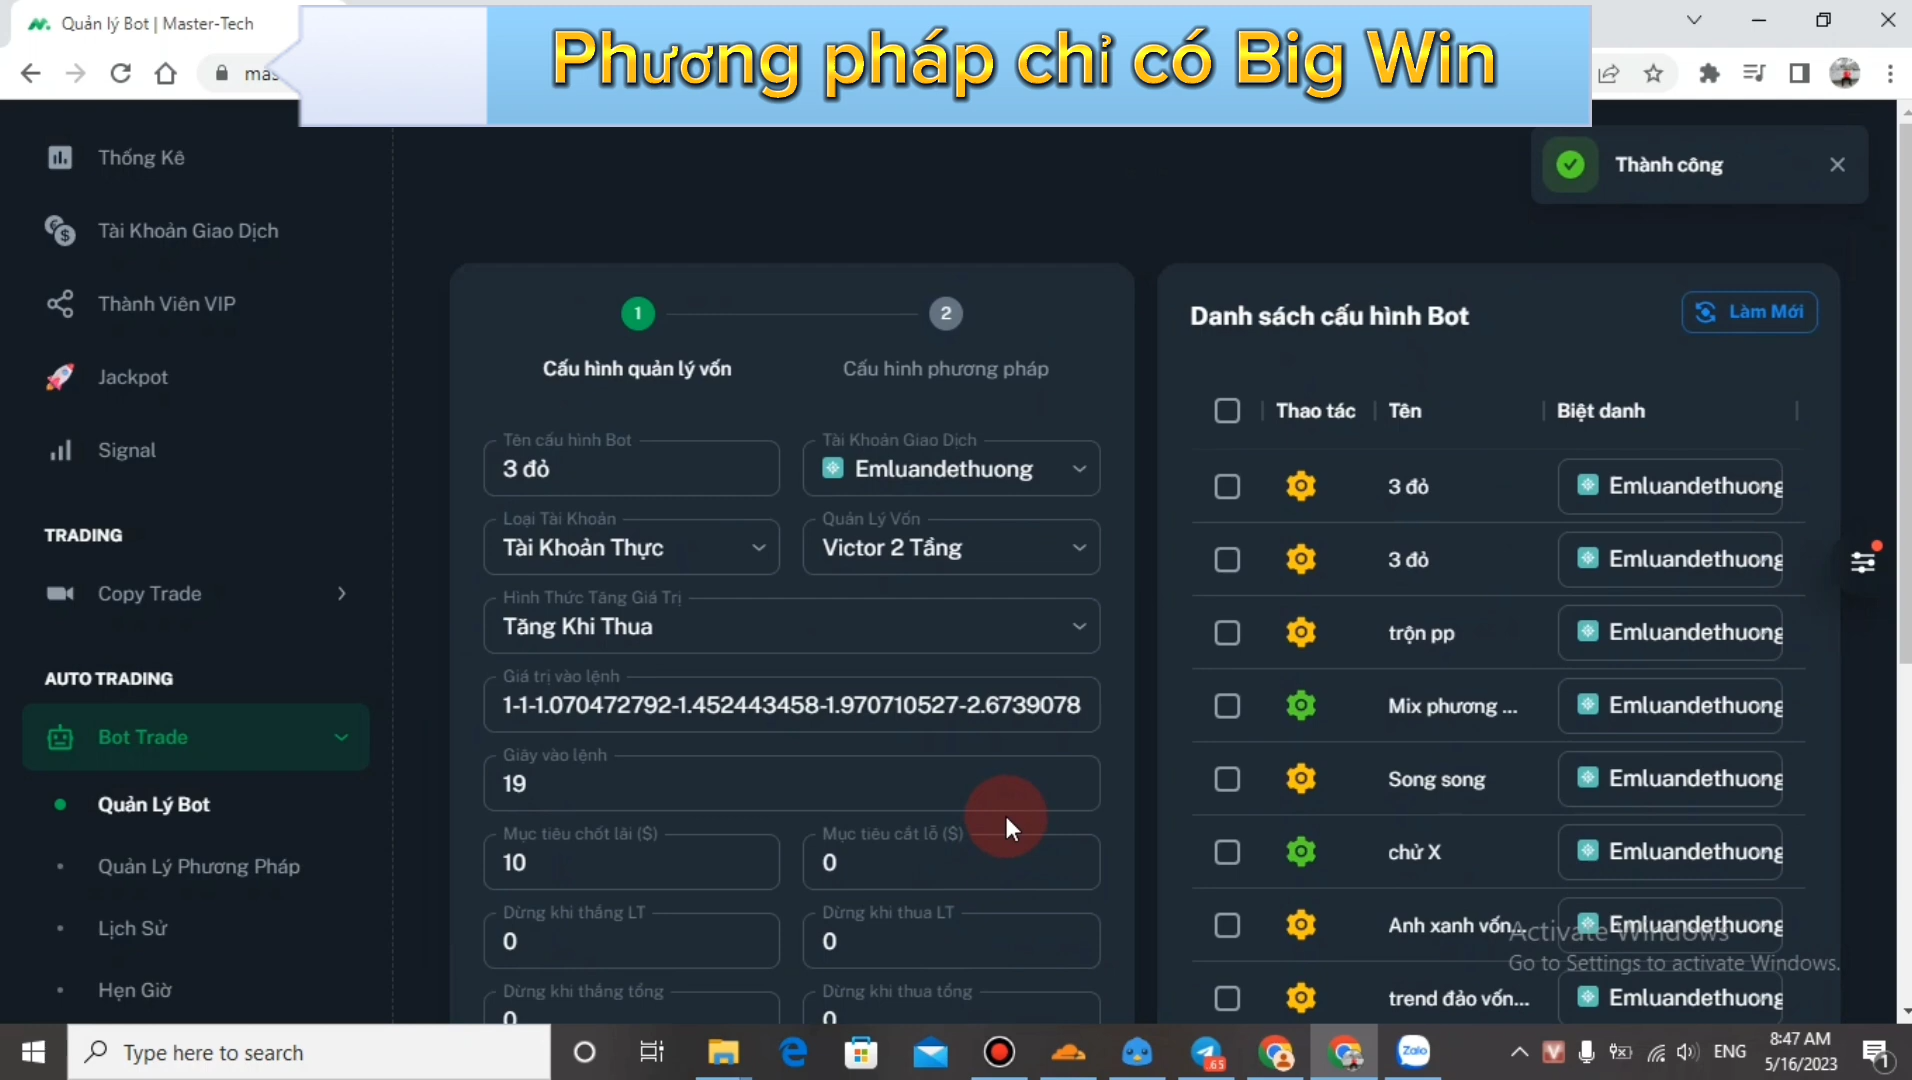 Quản lý Bot | Master-Tech
Phương pháp chỉ có Big Win
mas
Thống Kê
Tài Khoản Giao Dịch
Thành Viên VIP
Jackpot
Signal
TRADING
Copy Trade
AUTO TRADING
Bot Trade
Quản Lý Bot
Quản Lý Phương Pháp
Lịch Sử
Hẹn Giờ
Thành công
1
2
Cấu hình quản lý vốn
Cấu hình phương pháp
Tên cấu hình Bot
3 đỏ
Tài Khoản Giao Dịch
Emluandethuong
Loại Tài Khoản
Tài Khoản Thực
Quản Lý Vốn
Victor 2 Tầng
Hình Thức Tăng Giá Trị
Tăng Khi Thua
Giá trị vào lệnh
1-1-1.070472792-1.452443458-1.970710527-2.6739078
Giây vào lệnh
19
Mục tiêu chốt lãi ($)
10
Mục tiêu cắt lỗ ($)
0
Dừng khi thắng LT
0
Dừng khi thua LT
0
Dừng khi thắng tổng
0
Dừng khi thua tổng
0
Danh sách cấu hình Bot
Làm Mới
Thao tác
Tên
Biệt danh
3 đỏ
Emluandethuong
3 đỏ
Emluandethuong
trộn pp
Emluandethuong
Mix phương ...
Emluandethuong
Song song
Emluandethuong
chử X
Emluandethuong
Anh xanh vốn...
Emluandethuong
trend đảo vốn...
Emluandethuong
Activate Windows
Go to Settings to activate Windows.
Type here to search
65
Zalo
V
ENG
8:47 AM
5/16/2023
1